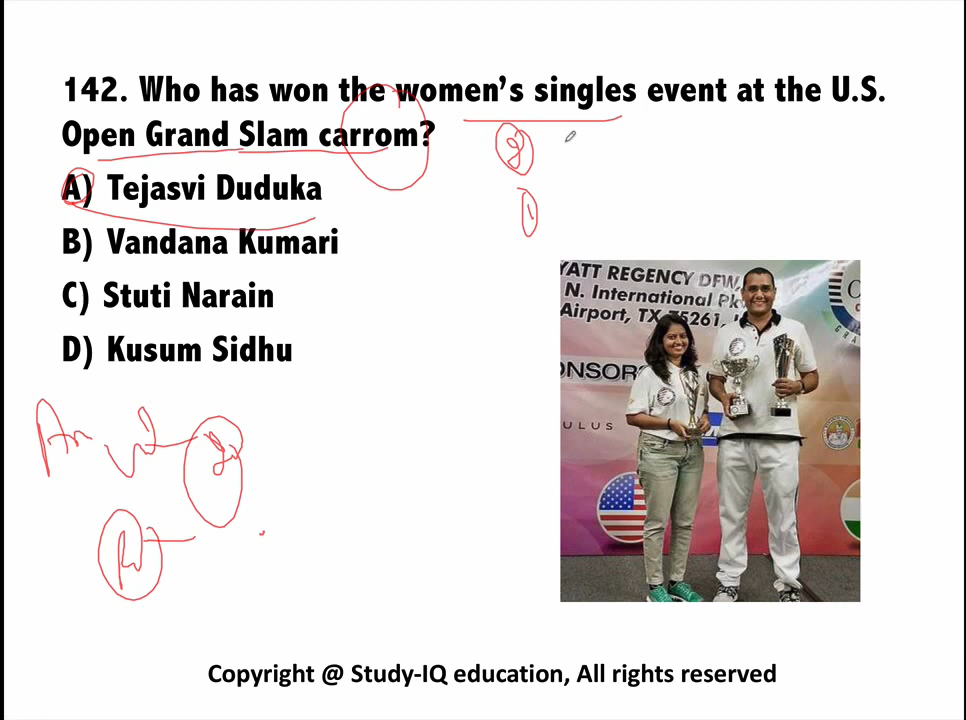 142. Who has won the women's singles event at the U.S.
Open Grand Slam carrom?
A) Tejasvi Duduka
B) Vandana Kumari
C) Stuti Narain
D) Kusum Sidhu
YATT REGENCY DFW,
N. International Pk
Airport, TX 75261,
ONSOR
ULUS
Copyright @ Study-IQ education, All rights reserved